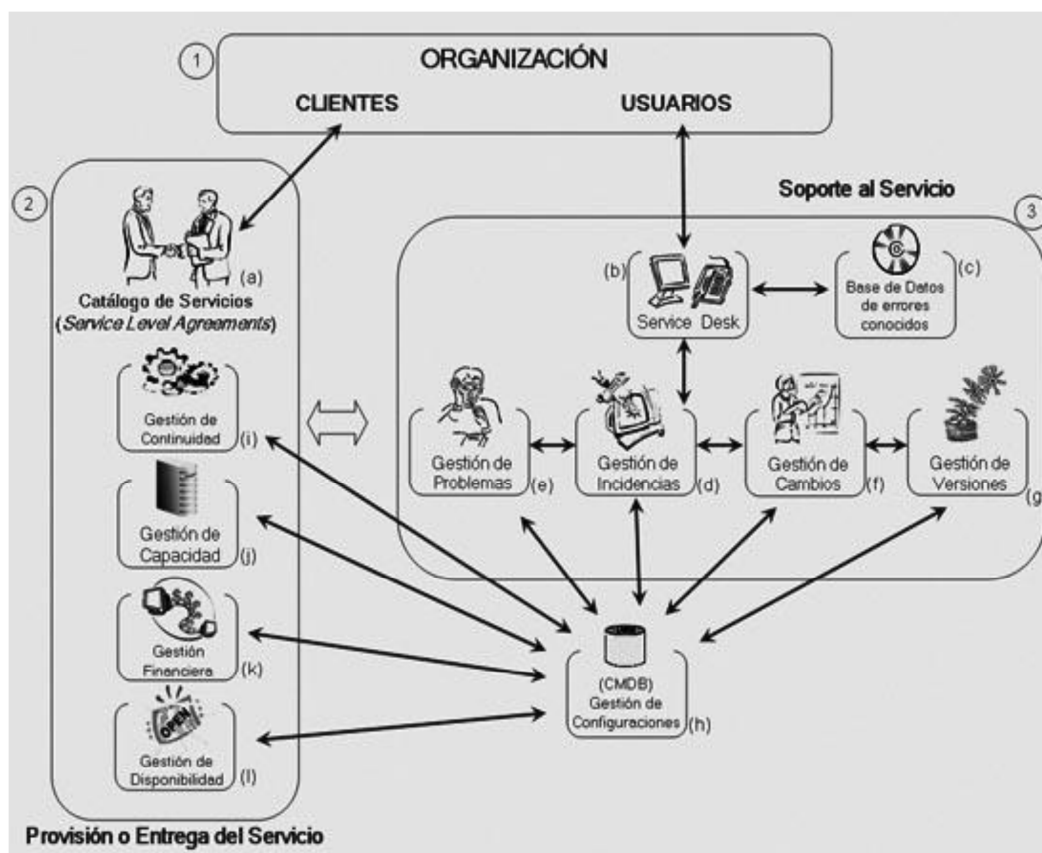 1
ORGANIZACIÓN
CLIENTES
USUARIOS
2
(a)
Catálogo de Servicios
(Service Level Agreements)
Gestión de
Continuidad
(i)
Gestión de
Capacidad
(j)
Gestión
Financiera
(k)
OPEN
Gestión de
Disponibilidad
(l)
Provisión o Entrega del Servicio
Soporte al Servicio
3
(b)
Service Desk
(c)
Base de Datos
de errores
conocidos
Gestión de
Problemas
(e)
Gestión de
Incidencias
(d)
Gestión de
Cambios
(f)
Gestión de
Versiones
(g)
(CMDB)
Gestión de
Configuraciones
(h)